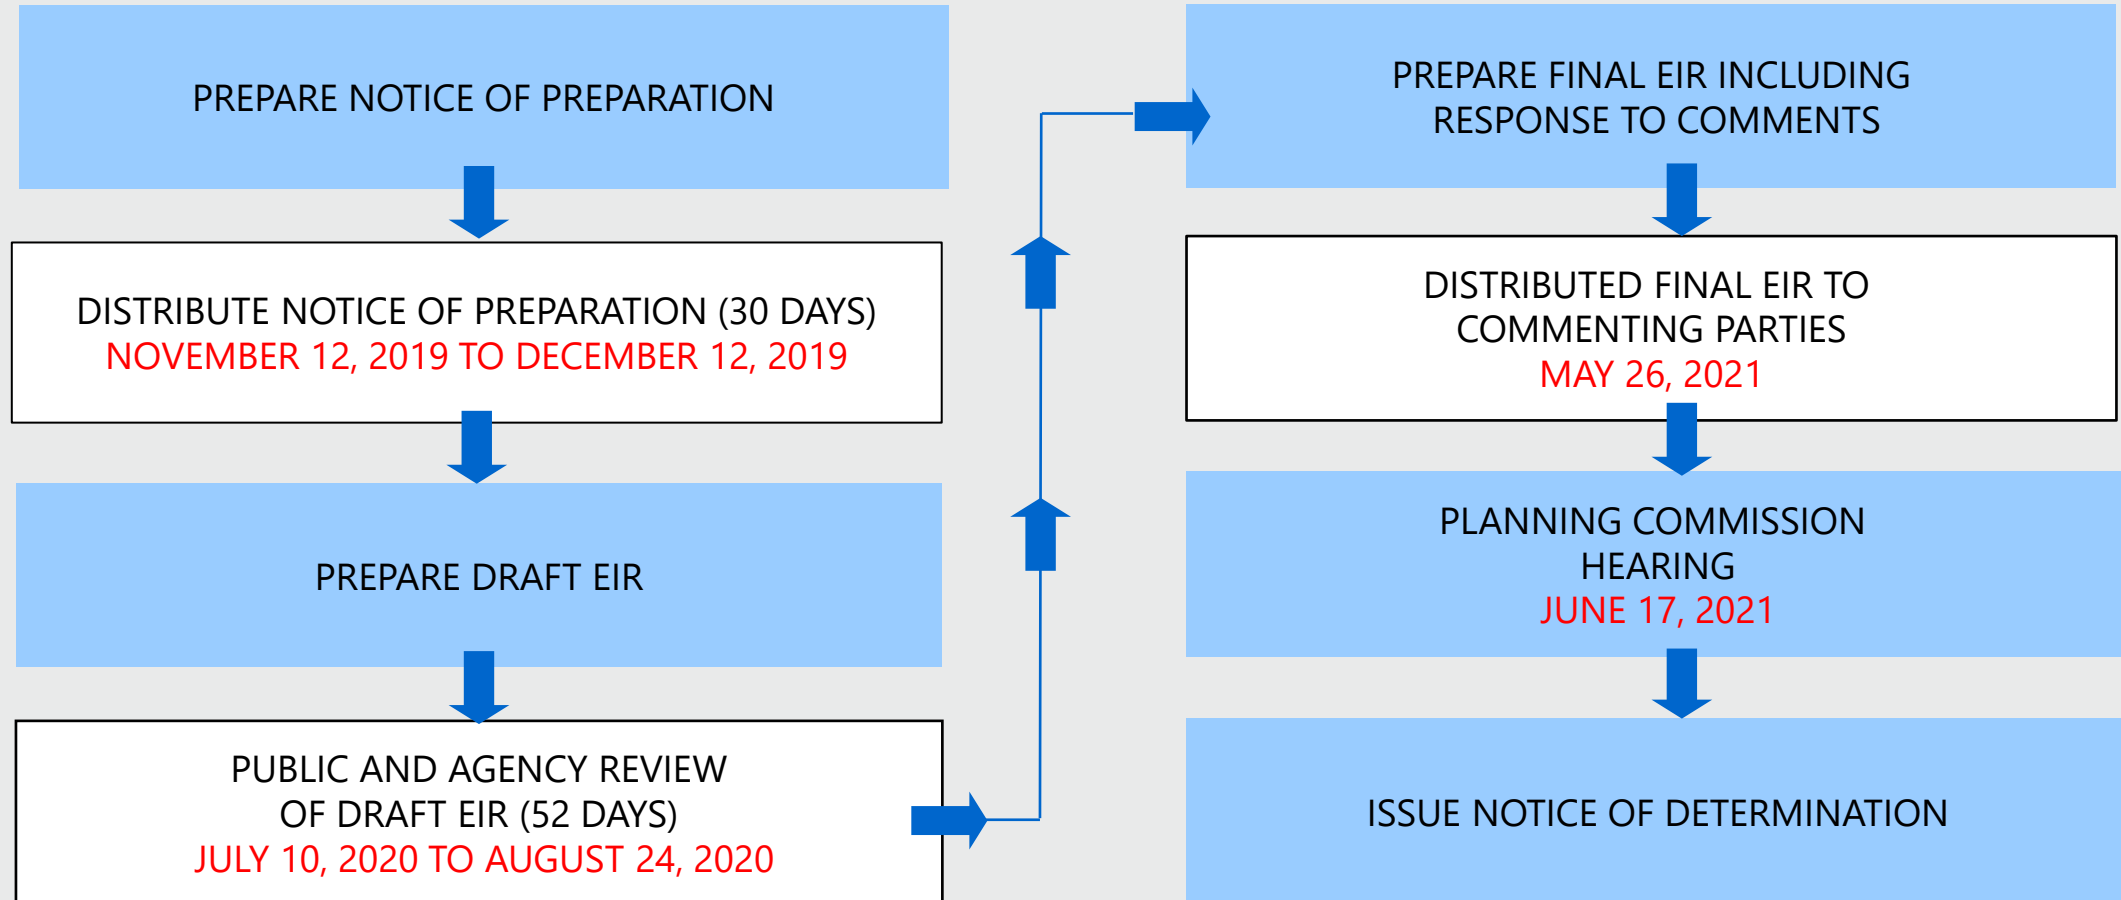 PREPARE NOTICE OF PREPARATION
DISTRIBUTE NOTICE OF PREPARATION (30 DAYS)
NOVEMBER 12, 2019 TO DECEMBER 12, 2019
PREPARE DRAFT EIR
PUBLIC AND AGENCY REVIEW
OF DRAFT EIR (52 DAYS)
JULY 10, 2020 TO AUGUST 24, 2020
PREPARE FINAL EIR INCLUDING
RESPONSE TO COMMENTS
DISTRIBUTED FINAL EIR TO
COMMENTING PARTIES
MAY 26, 2021
PLANNING COMMISSION
HEARING
JUNE 17, 2021
ISSUE NOTICE OF DETERMINATION